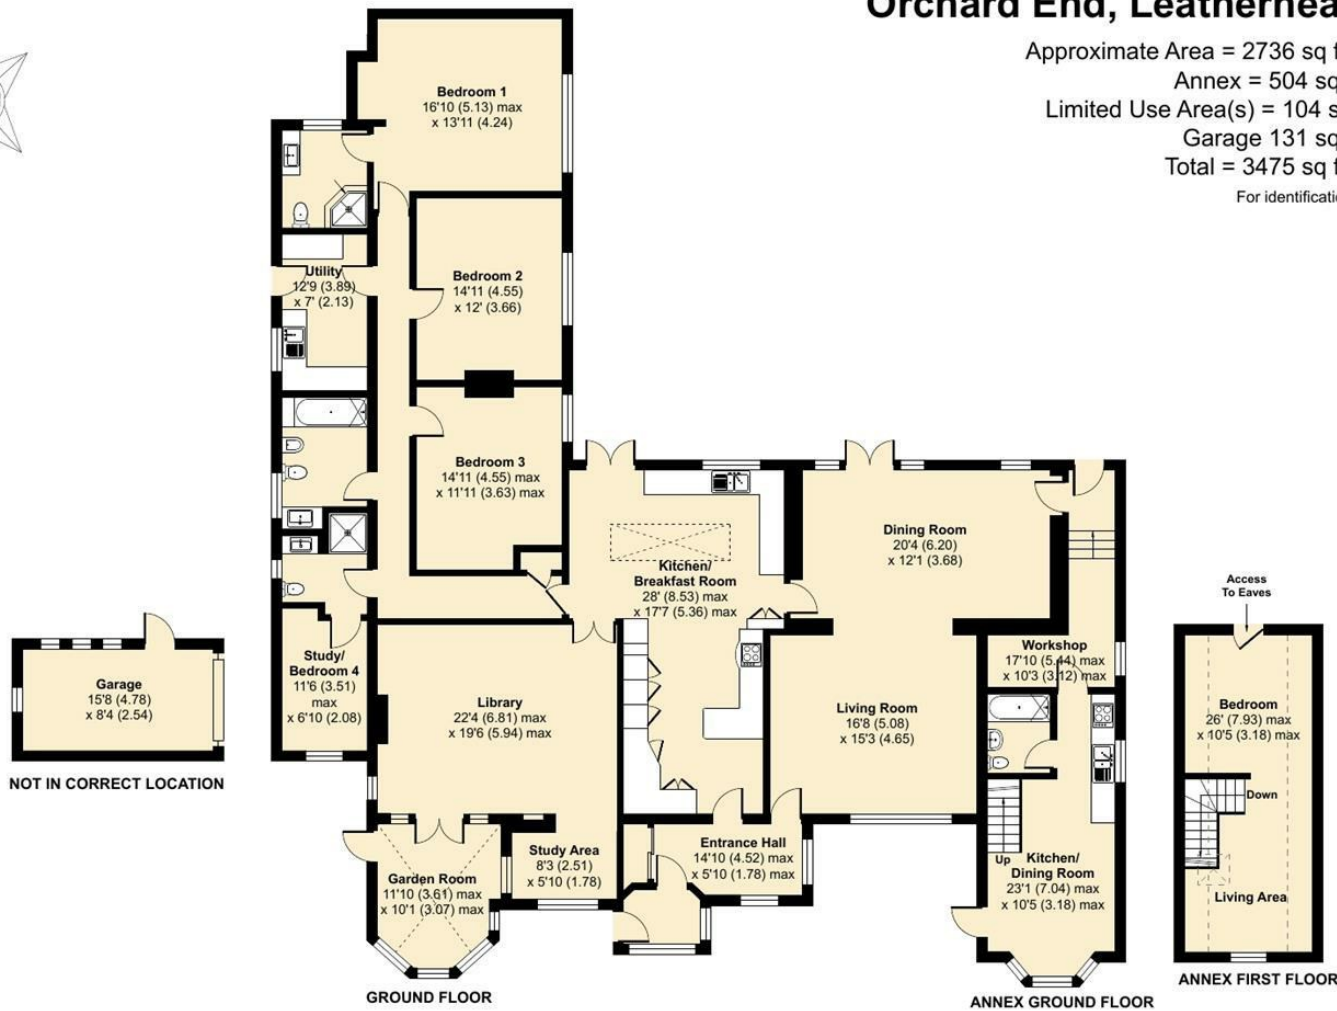 Orchard End, Leatherhea
Approximate Area = 2736 sq f
Annex = 504 sq
Limited Use Area(s) = 104 s
Garage 131 sq
Total = 3475 sq f
For identificati
Bedroom 1
16'10 (5.13) max
x 13'11 (4.24)
Utility
12'9 (3.89)
x 7' (2.13)
Bedroom 2
14'11 (4.55)
x 12' (3.66)
Bedroom 3
14'11 (4.55) max
x 11'11 (3.63) max
Kitchen/
Breakfast Room
28' (8.53) max
x 17'7 (5.36) max
Dining Room
20'4 (6.20)
x 12'1 (3.68)
Access
To Eaves
Garage
15'8 (4.78)
x 8'4 (2.54)
NOT IN CORRECT LOCATION
Study/
Bedroom 4
11'6 (3.51)
max
x 6'10 (2.08)
Library
22'4 (6.81) max
x 19'6 (5.94) max
Living Room
16'8 (5.08)
x 15'3 (4.65)
Workshop
17'10 (5.44) max
x 10'3 (3.12) max
Bedroom
26' (7.93) max
x 10'5 (3.18) max
Down
Living Area
ANNEX FIRST FLOOR
Garden Room
11'10 (3.61) max
x 10'1 (3.07) max
Study Area
8'3 (2.51)
x 5'10 (1.78)
Entrance Hall
14'10 (4.52) max
x 5'10 (1.78) max
Up
Kitchen/
Dining Room
23'1 (7.04) max
x 10'5 (3.18) max
GROUND FLOOR
ANNEX GROUND FLOOR